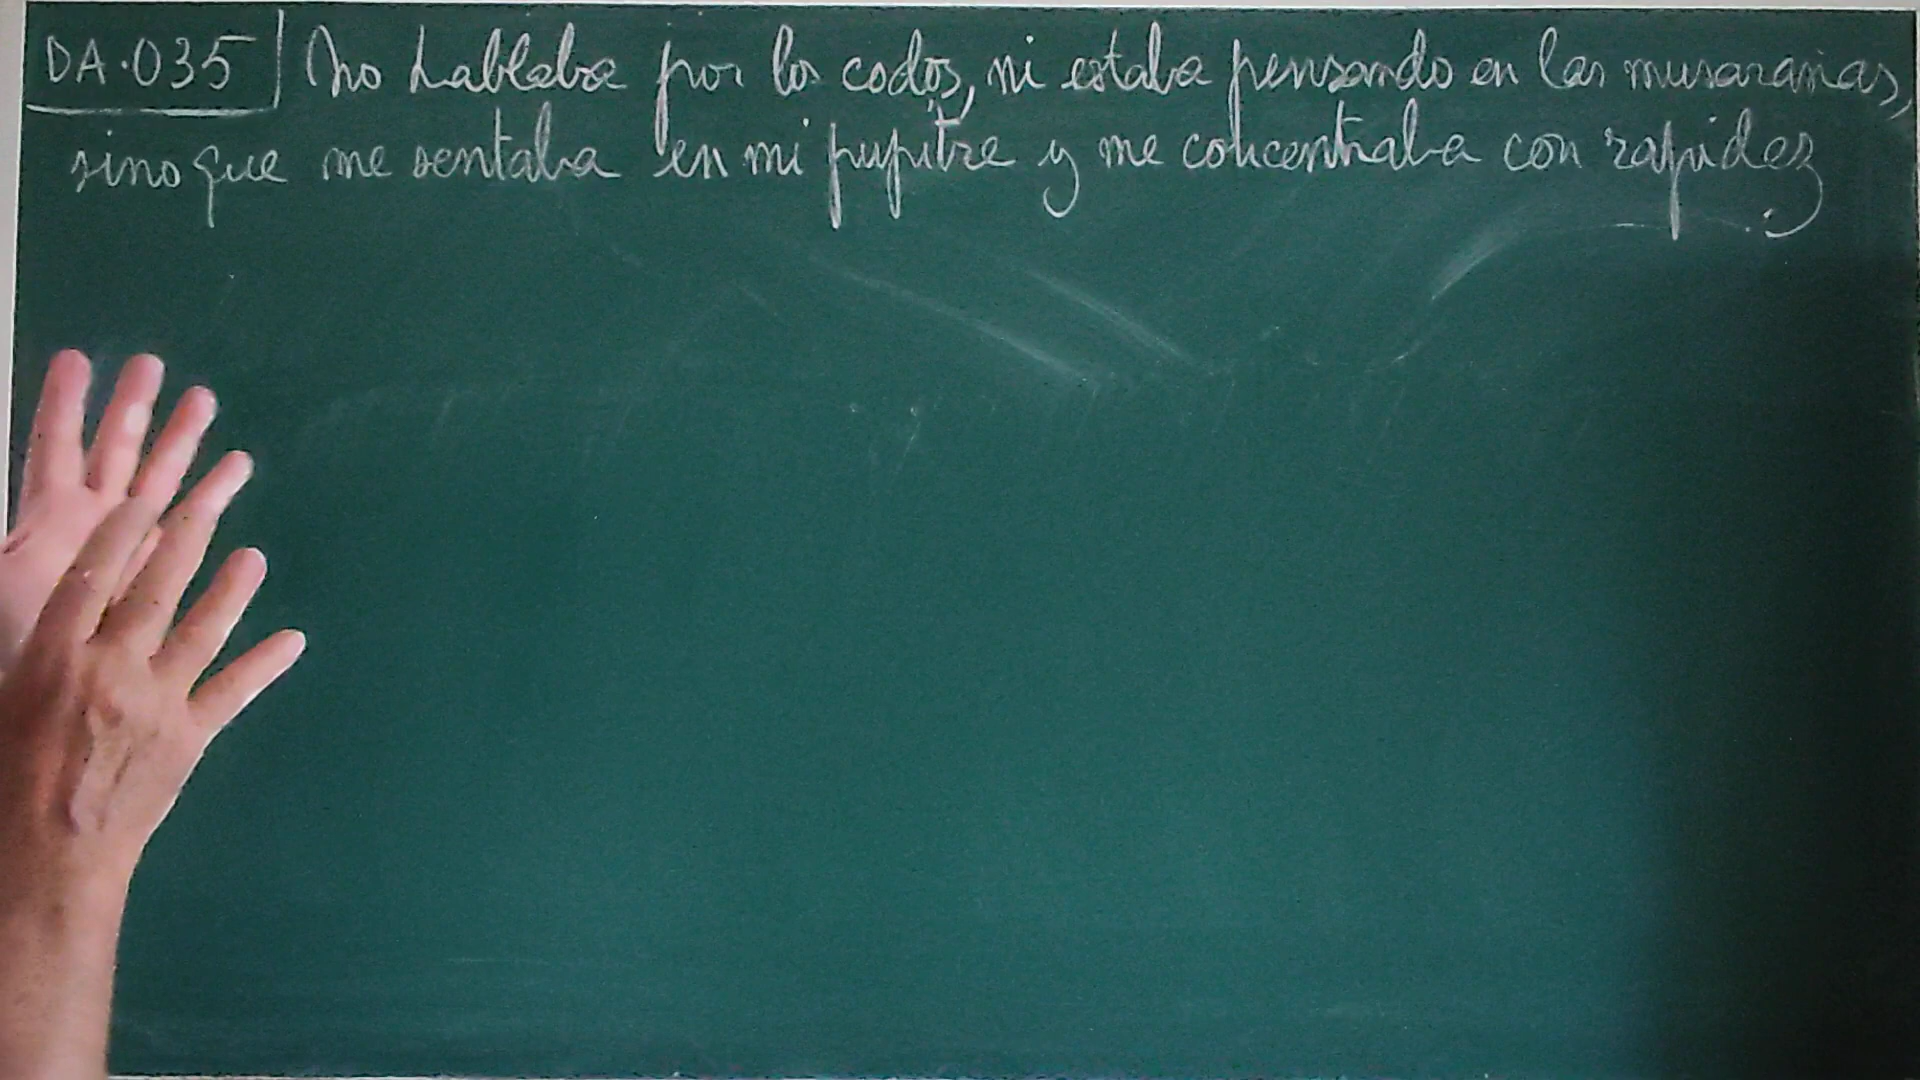 DA.035 No hablaba por los codos, ni estaba pensando en las musarañas,
sino que me sentaba en mi pupitre y me concentraba con rapidez